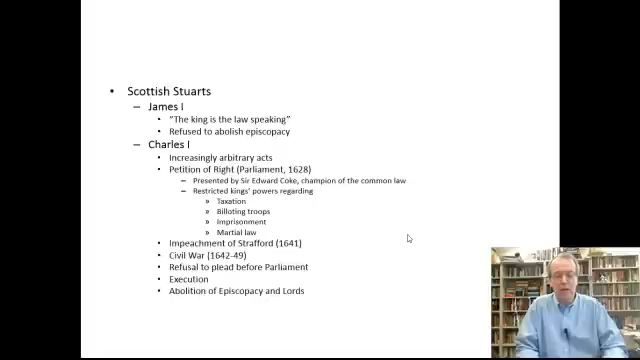 • Scottish Stuarts
– James I
• "The king is the law speaking"
• Refused to abolish episcopacy
– Charles I
• Increasingly arbitrary acts
• Petition of Right (Parliament, 1628)
– Presented by Sir Edward Coke, champion of the common law
– Restricted kings' powers regarding
» Taxation
» Billoting troops
» Imprisonment
» Martial law
• Impeachment of Strafford (1641)
• Civil War (1642-49)
• Refusal to plead before Parliament
• Execution
• Abolition of Episcopacy and Lords